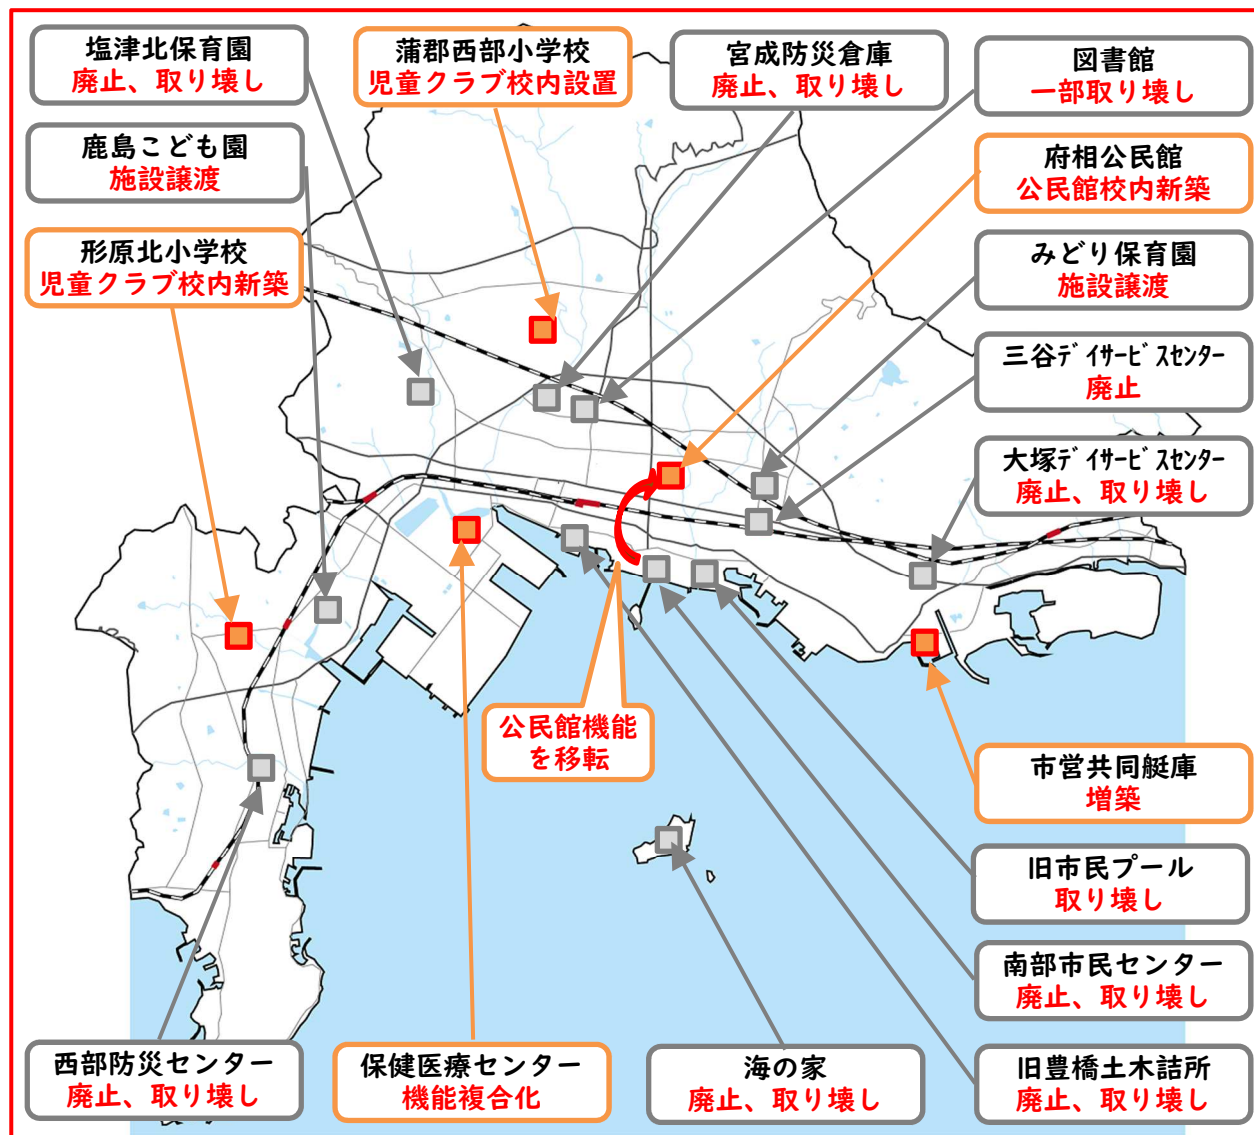 塩津北保育園
廃止、取り壊し
蒲郡西部小学校
児童クラブ校内設置
宮成防災倉庫
廃止、取り壊し
図書館
一部取り壊し
鹿島こども園
施設譲渡
府相公民館
公民館校内新築
形原北小学校
児童クラブ校内新築
みどり保育園
施設譲渡
三谷デイサービスセンター
廃止
大塚デイサービスセンター
廃止、取り壊し
公民館機能
を移転
市営共同艇庫
増築
旧市民プール
取り壊し
南部市民センター
廃止、取り壊し
西部防災センター
廃止、取り壊し
保健医療センター
機能複合化
海の家
廃止、取り壊し
旧豊橋土木詰所
廃止、取り壊し